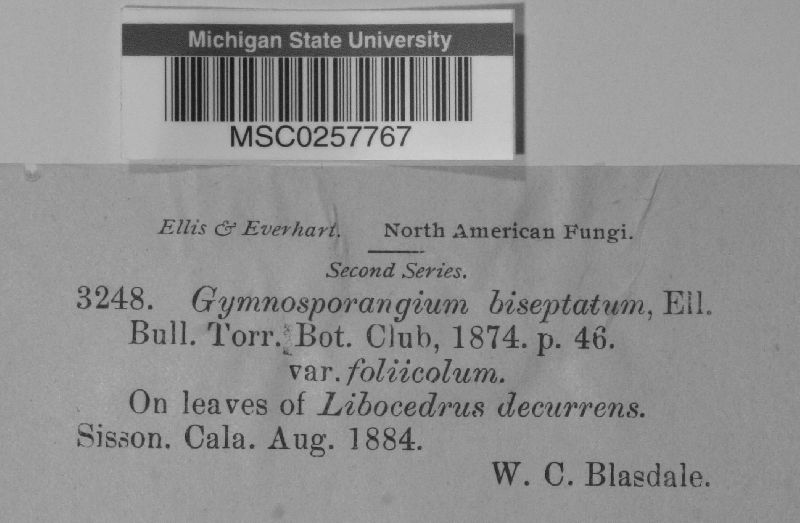 Michigan State University
MSC0257767
Ellis & Everhart. North American Fungi.
Second Series.
3248. Gymnosporangium biseptatum, Ell.
Bull. Torr. Bot. Club, 1874. p. 46.
var. foliicolum.
On leaves of Libocedrus decurrens.
Sisson. Cala. Aug. 1884.
W. C. Blasdale.